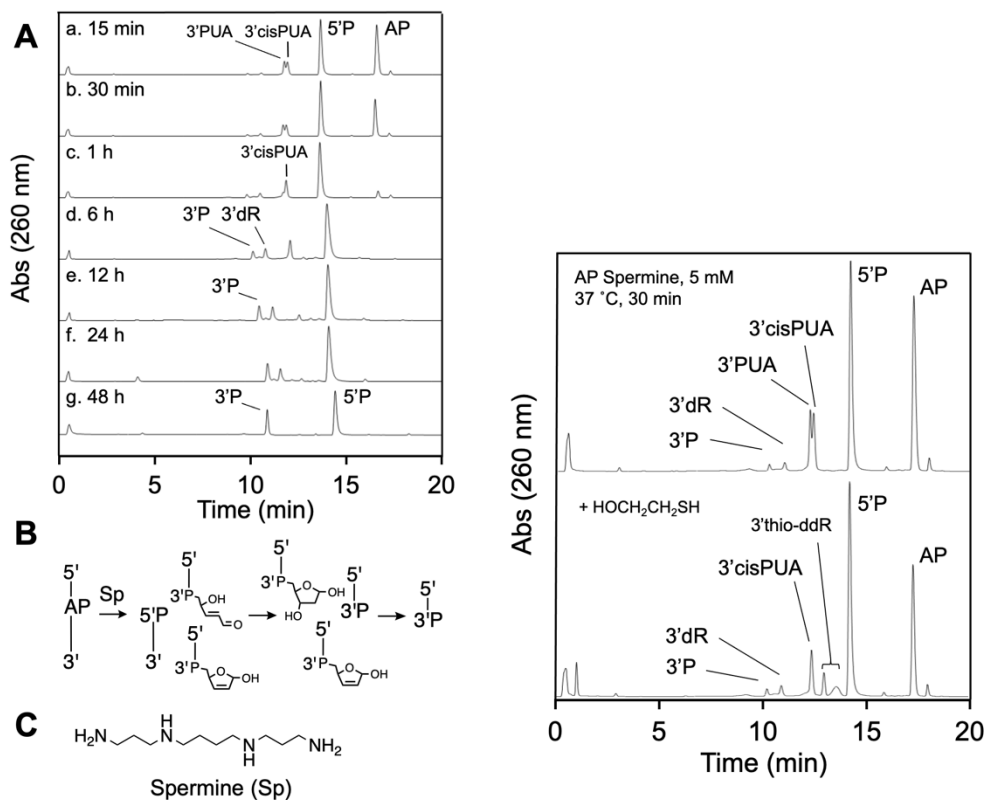 A
a. 15 min
3'PUA 3'cisPUA 5'P AP
b. 30 min
c. 1 h
3'cisPUA
d. 6 h
3'P 3'dR
e. 12 h
3'P
f. 24 h
g. 48 h
3'P 5'P
Abs (260 nm)
0 5 10 15 20
Time (min)
B
5'
AP
3'
Sp
5'P
3'
5'
3'P
OH
O
5'
3'P
O
OH
5'
3'P
O
OH
HO
5'
3'P
5'
3'P
O
OH
5'
3'P
C
H2N
H
N
N
H
NH2
Spermine (Sp)
AP Spermine, 5 mM
37 ˚C, 30 min
5'P
AP
3'cisPUA
3'PUA
3'dR
3'P
+ HOCH2CH2SH
5'P
3'thio-ddR
AP
3'cisPUA
3'dR
3'P
Abs (260 nm)
0 5 10 15 20
Time (min)